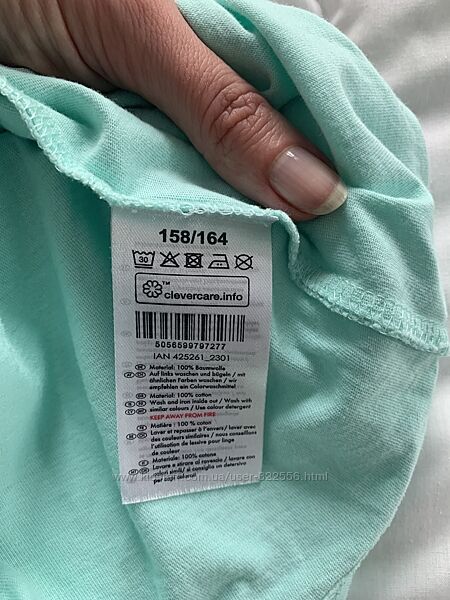 158/164
30
TM
clevercare.info
5056599797277
IAN 425261_2301
Material: 100% Baumwolle
Auf links waschen und bügeln / mit
ähnlichen Farben waschen / wir
empfehlen ein Colorwaschmittel
Material: 100% cotton
Wash and iron inside out / Wash with
similar colours / Use colour detergent
KEEP AWAY FROM FIRE
Matière : 100 % coton
Laver et repasser à l'envers/ laver avec
des couleurs similaires / nous conseillons
de utilisation de lessive pour linge
de couleur
Materiale: 100% cotone
Lavare e stirare al rovescio / lavare con
colori simili/ si consiglia un detersivo
per capi colorati